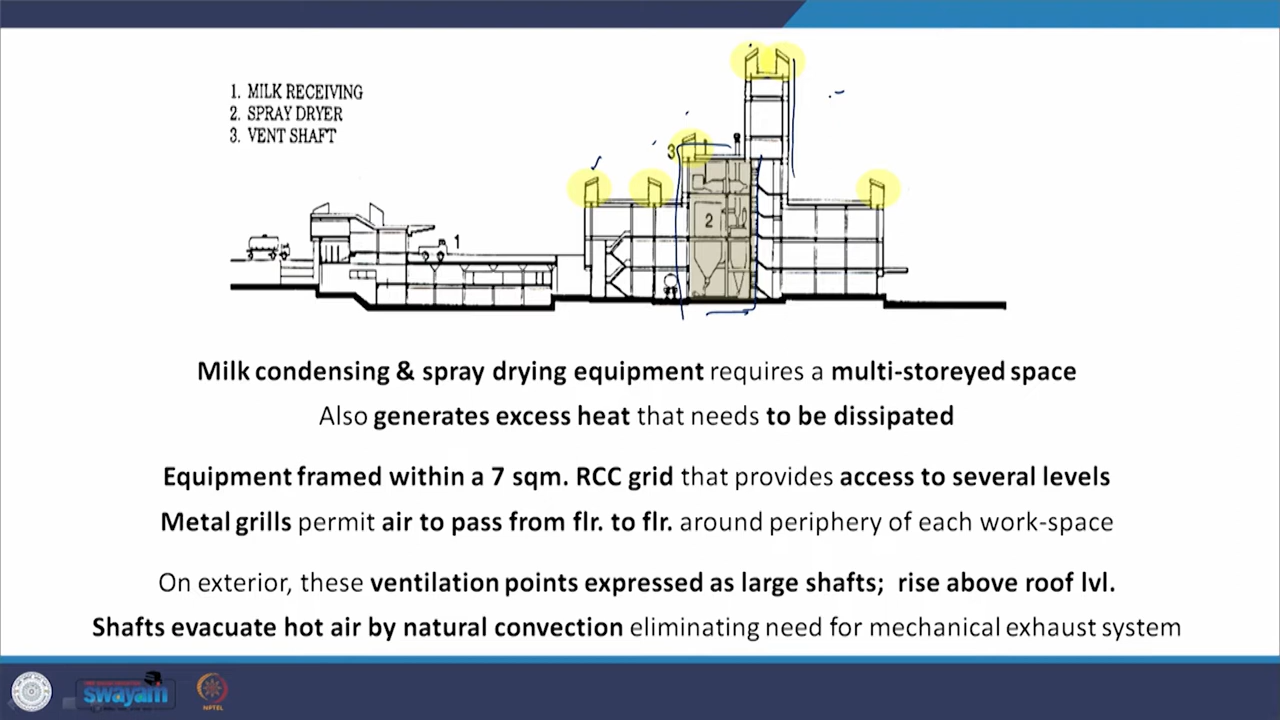 1. MILK RECEIVING
2. SPRAY DRYER
3. VENT SHAFT
3
2
1
Milk condensing & spray drying equipment requires a multi-storeyed space
Also generates excess heat that needs to be dissipated
Equipment framed within a 7 sqm. RCC grid that provides access to several levels
Metal grills permit air to pass from flr. to flr. around periphery of each work-space
On exterior, these ventilation points expressed as large shafts; rise above roof lvl.
Shafts evacuate hot air by natural convection eliminating need for mechanical exhaust system
swayam
NPTEL